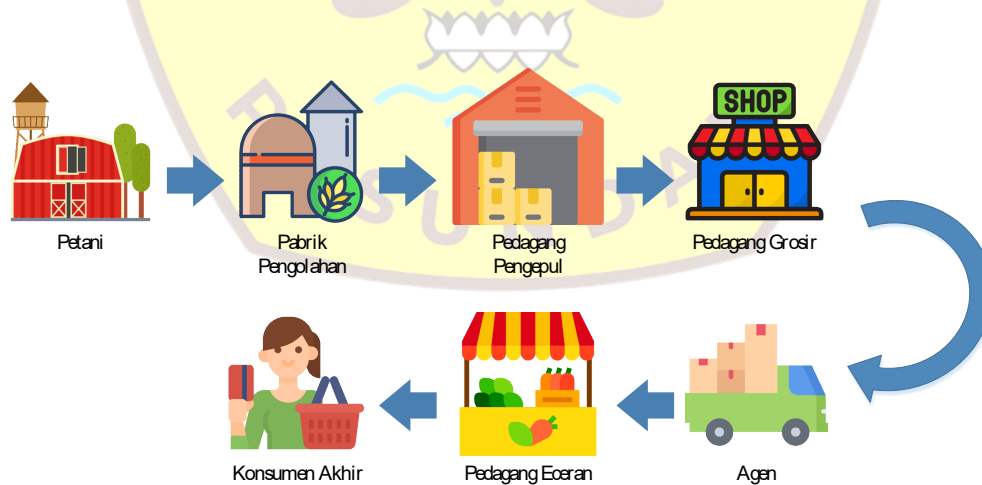 SHOP
Petani
Pabrik
Pengolahan
Pedagang
Pengepul
Pedagang Grosir
Konsumen Akhir
Pedagang Eceran
Agen